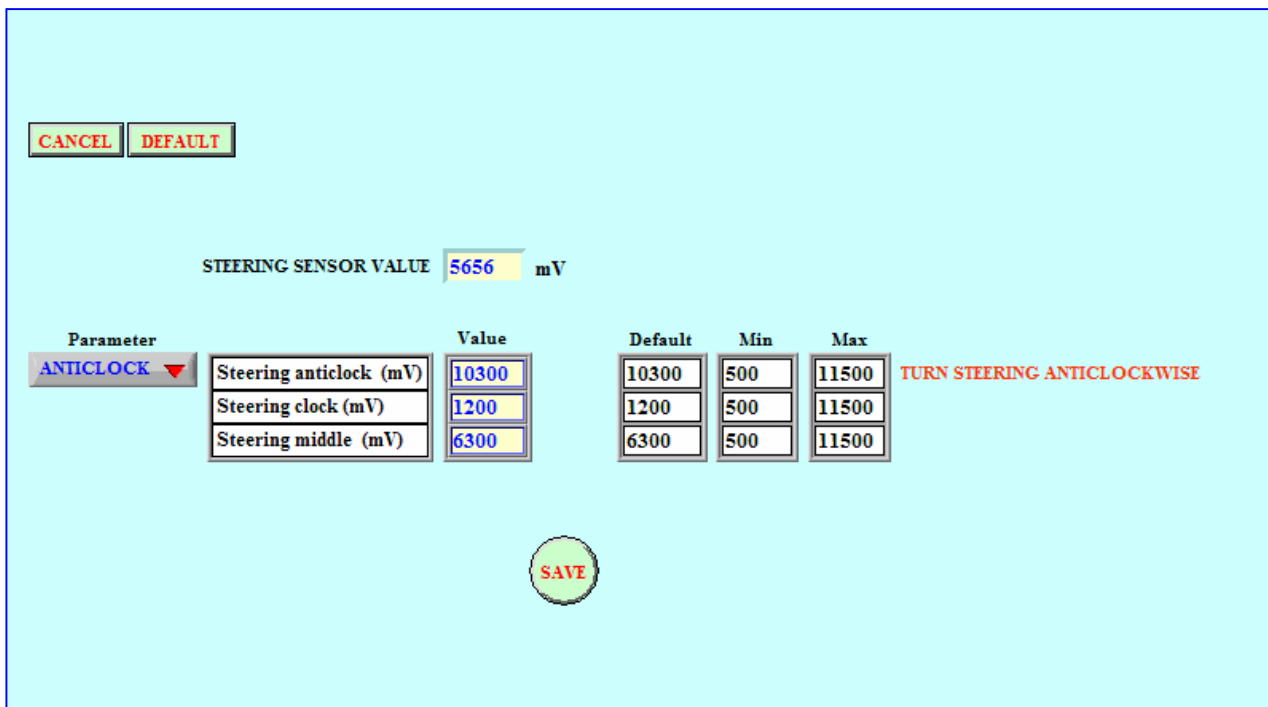 CANCEL DEFAULT
STEERING SENSOR VALUE 5656 mV
Parameter Value Default Min Max
ANTICLOCK Steering anticlock (mV) 10300 10300 500 11500 TURN STEERING ANTICLOCKWISE
Steering clock (mV) 1200 1200 500 11500
Steering middle (mV) 6300 6300 500 11500
SAVE